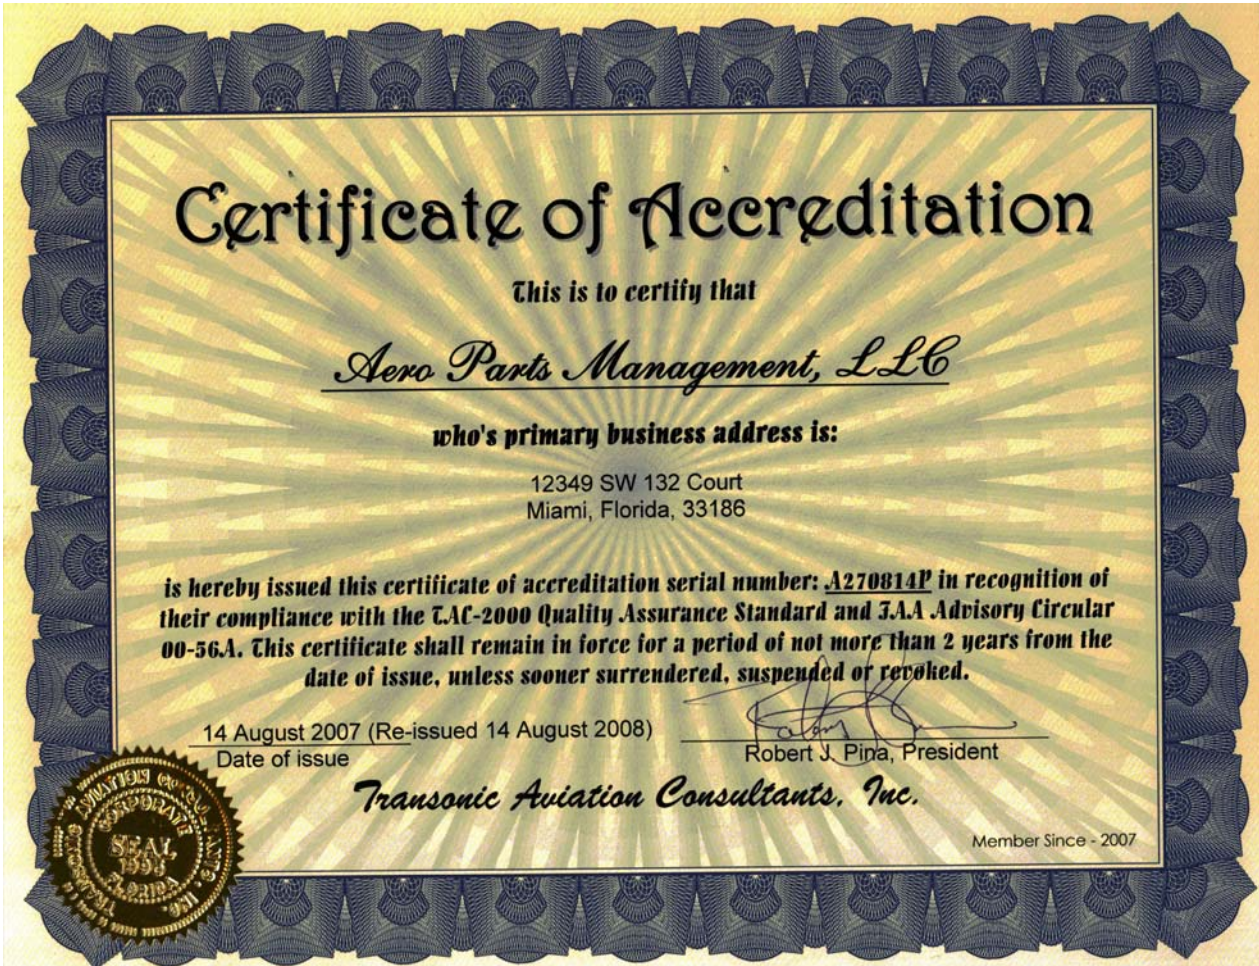 Certificate of Accreditation
This is to certify that
Aero Parts Management, LLC
who's primary business address is:
12349 SW 132 Court
Miami, Florida, 33186
is hereby issued this certificate of accreditation serial number: A270814P in recognition of
their compliance with the TAC-2000 Quality Assurance Standard and FAA Advisory Circular
00-56A. This certificate shall remain in force for a period of not more than 2 years from the
date of issue, unless sooner surrendered, suspended or revoked.
14 August 2007 (Re-issued 14 August 2008)
Date of issue
Robert J. Pina, President
Transonic Aviation Consultants, Inc.
Member Since - 2007
TRANSONIC AVIATION CONSULTANTS, INC.
CORPORATE
SEAL
FLORIDA